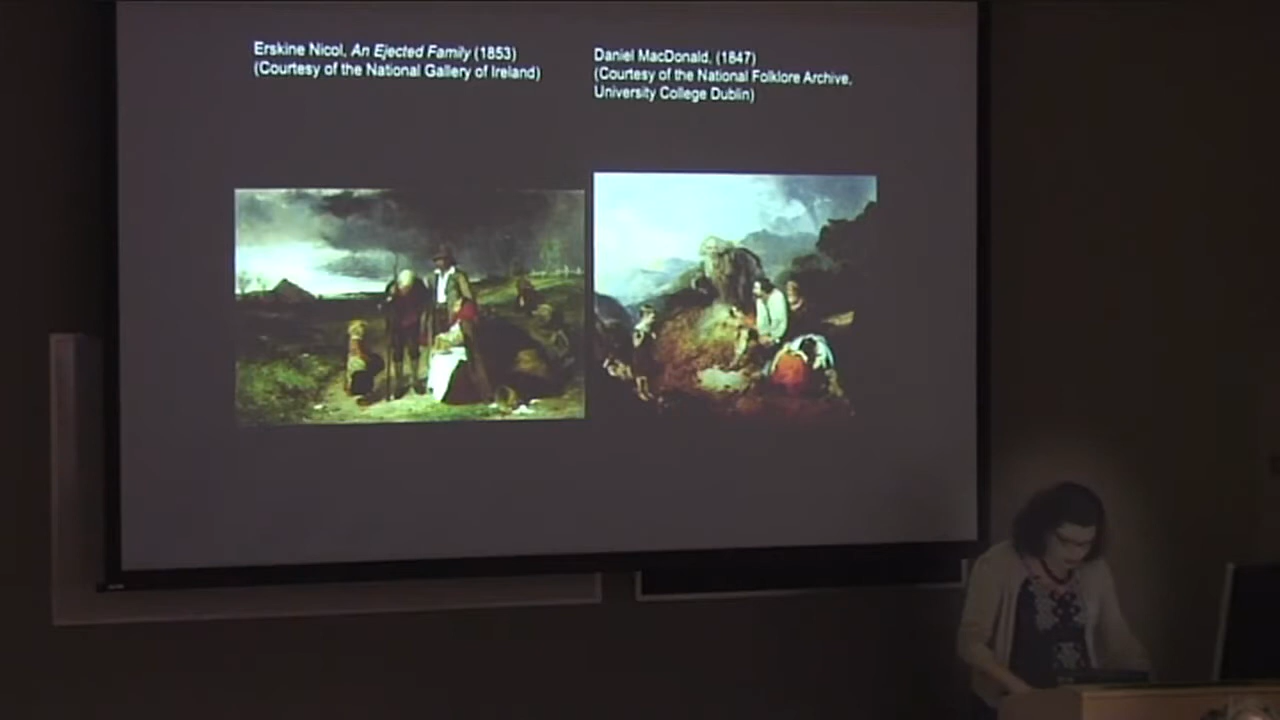 Erskine Nicol, An Ejected Family (1853)
(Courtesy of the National Gallery of Ireland)
Daniel MacDonald, (1847)
(Courtesy of the National Folklore Archive,
University College Dublin)